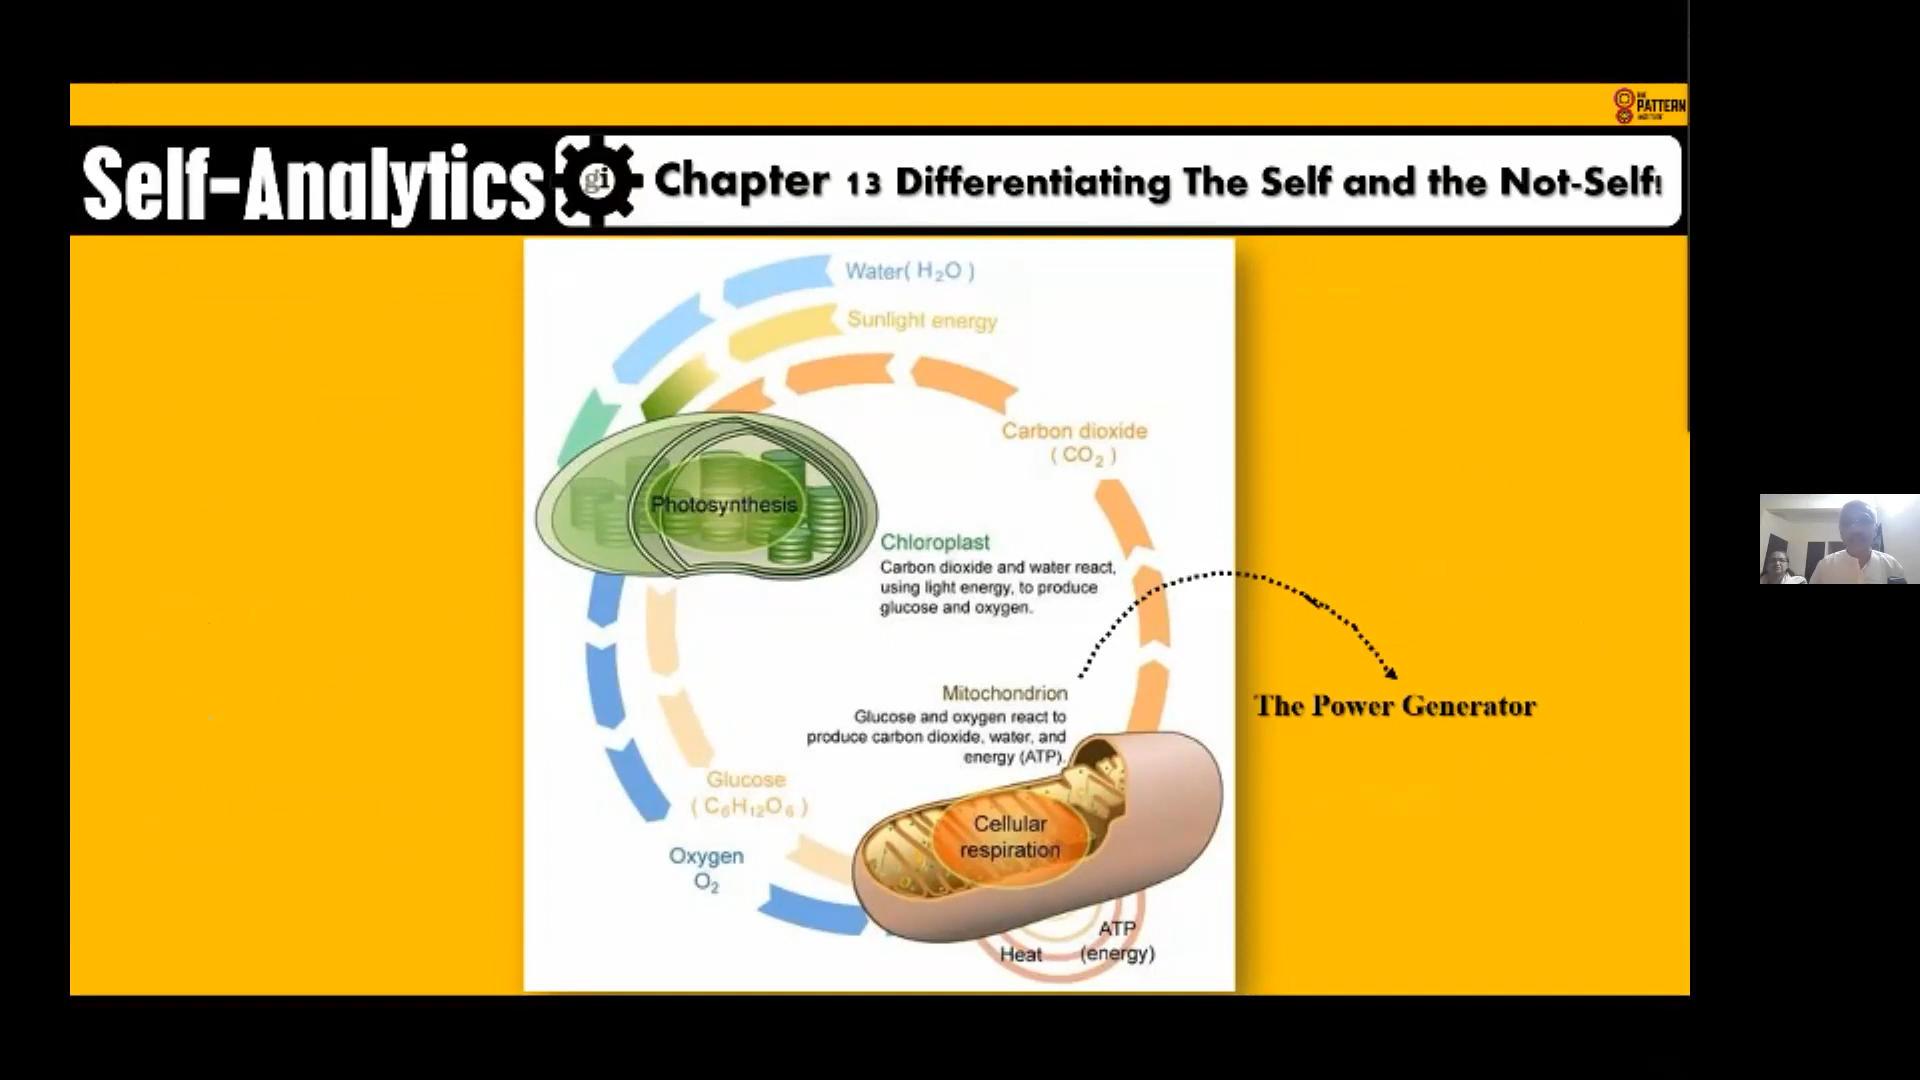 PATTERN
Self-Analytics gi Chapter 13 Differentiating The Self and the Not-Self!
Water( H2O )
Sunlight energy
Carbon dioxide
( CO2 )
Photosynthesis
Chloroplast
Carbon dioxide and water react,
using light energy, to produce
glucose and oxygen.
Mitochondrion
Glucose and oxygen react to
produce carbon dioxide, water, and
energy (ATP).
The Power Generator
Glucose
( C6H12O6 )
Cellular
respiration
Oxygen
O2
ATP
Heat (energy)